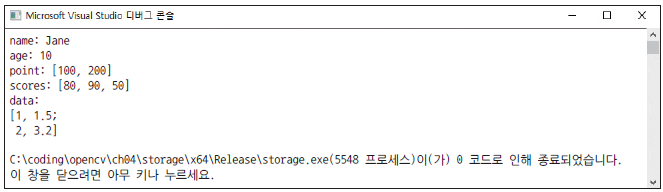 Microsoft Visual Studio 디버그 콘솔
name: Jane
age: 10
point: [100, 200]
scores: [80, 90, 50]
data:
[1, 1.5;
 2, 3.2]
C:\coding\opencv\ch04\storage\x64\Release\storage.exe(5548 프로세스)이(가) 0 코드로 인해 종료되었습니다.
이 창을 닫으려면 아무 키나 누르세요.